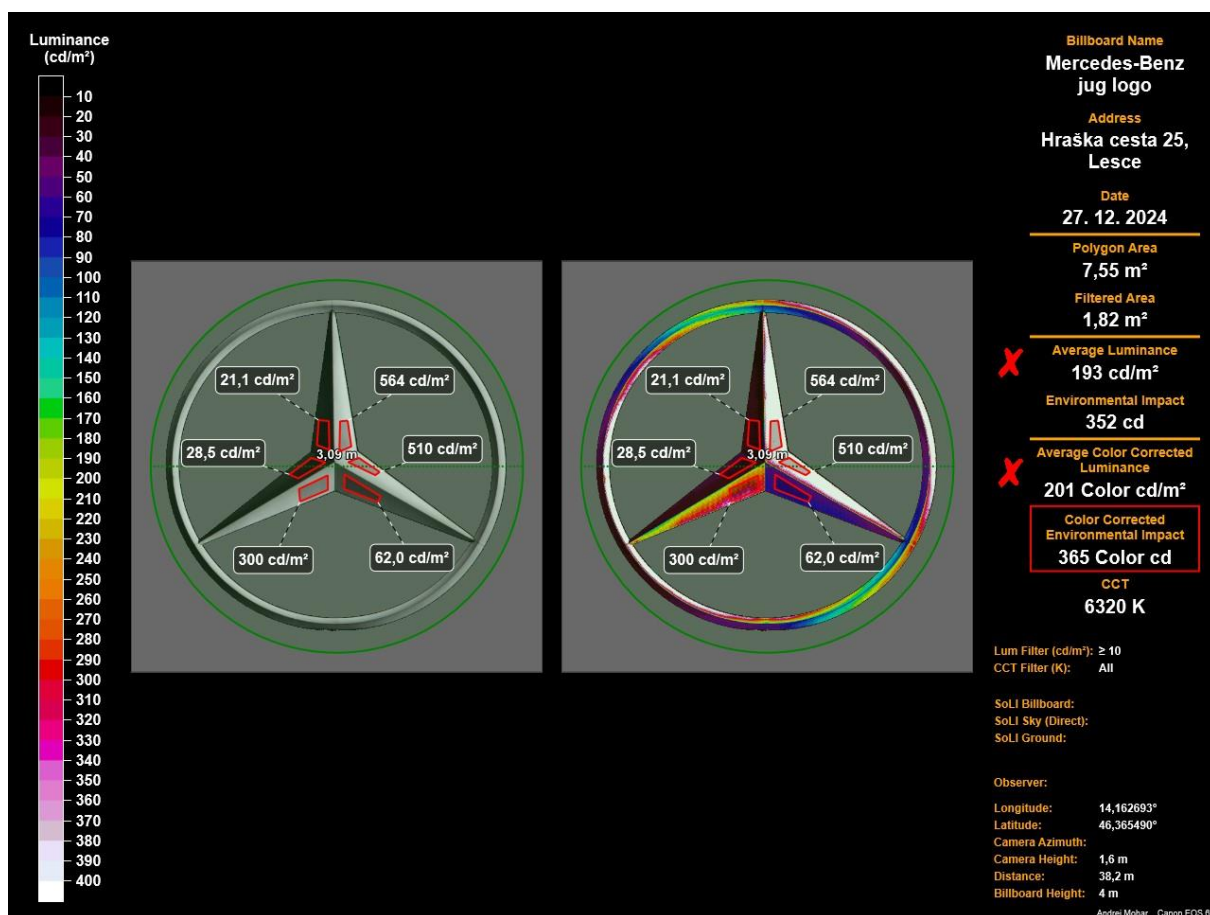 Luminance
(cd/m²)
10
20
30
40
50
60
70
80
90
100
110
120
130
140
150
160
170
180
190
200
210
220
230
240
250
260
270
280
290
300
310
320
330
340
350
360
370
380
390
400
21,1 cd/m²
564 cd/m²
28,5 cd/m²
3,09 m
510 cd/m²
300 cd/m²
62,0 cd/m²
21,1 cd/m²
564 cd/m²
28,5 cd/m²
3,09 m
510 cd/m²
300 cd/m²
62,0 cd/m²
Billboard Name
Mercedes-Benz
jug logo
Address
Hraška cesta 25,
Lesce
Date
27. 12. 2024
Polygon Area
7,55 m²
Filtered Area
1,82 m²
Average Luminance
193 cd/m²
Environmental Impact
352 cd
Average Color Corrected
Luminance
201 Color cd/m²
Color Corrected
Environmental Impact
365 Color cd
CCT
6320 K
Lum Filter (cd/m²): ≥ 10
CCT Filter (K): All
SoLI Billboard:
SoLI Sky (Direct):
SoLI Ground:
Observer:
Longitude: 14,162693°
Latitude: 46,365490°
Camera Azimuth:
Camera Height: 1,6 m
Distance: 38,2 m
Billboard Height: 4 m
Andrej Mohar Canon EOS 6